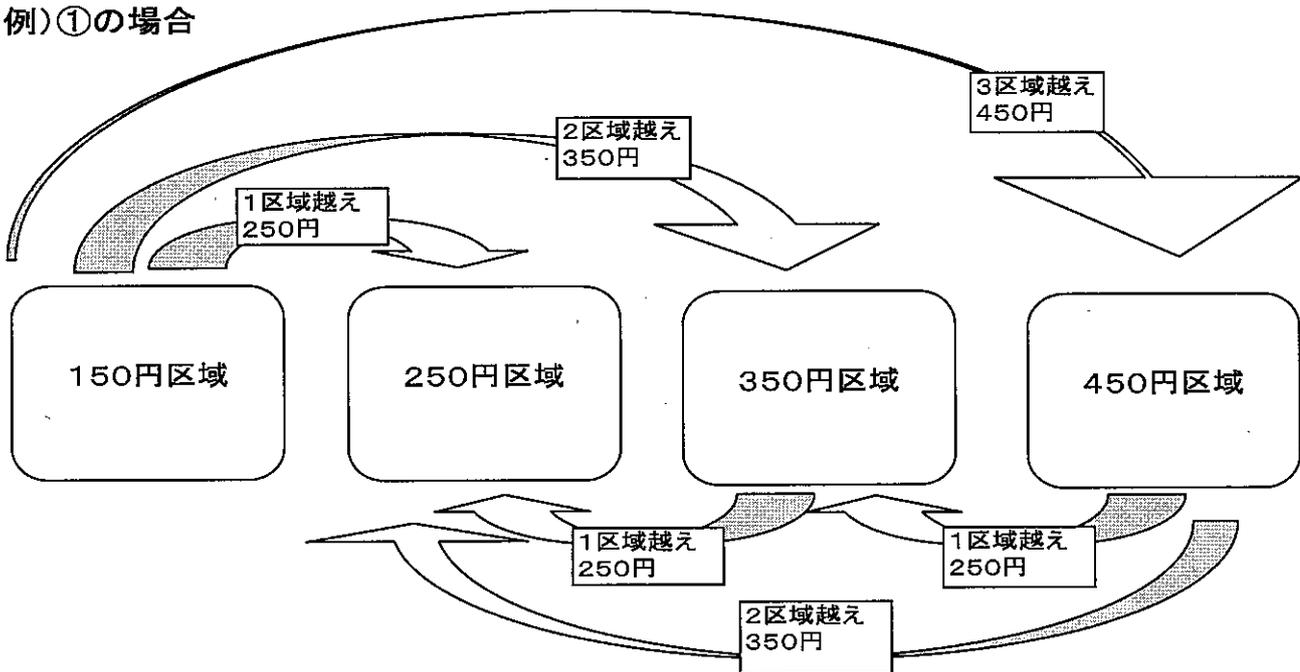 例)①の場合
3区域越え
450円
2区域越え
350円
1区域越え
250円
150円区域
250円区域
350円区域
450円区域
1区域越え
250円
1区域越え
250円
2区域越え
350円